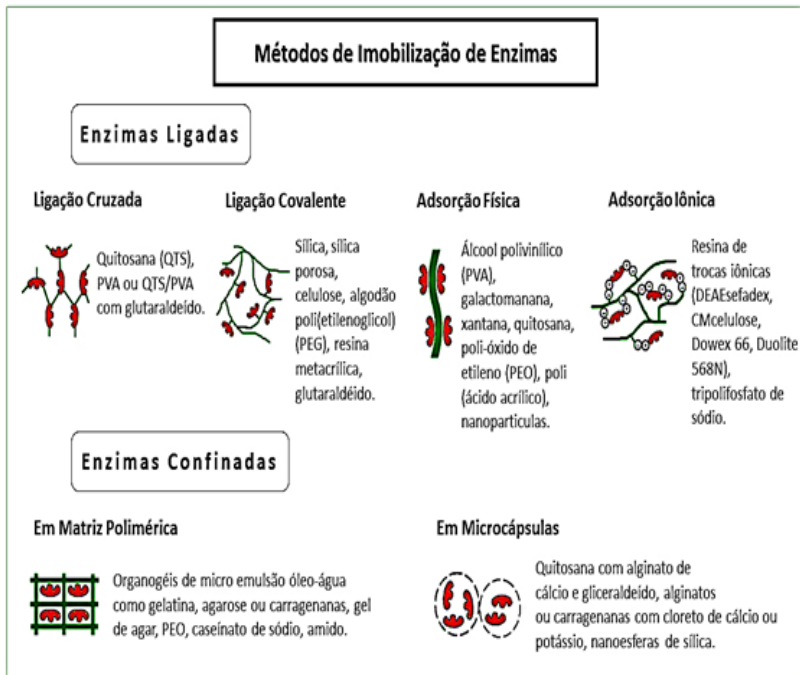 Métodos de Imobilização de Enzimas
Enzimas Ligadas
Ligação Cruzada
Quitosana (QTS),
PVA ou QTS/PVA
com glutaraldeído.
Ligação Covalente
Sílica, sílica
porosa,
celulose, algodão
poli(etilenoglicol)
(PEG), resina
metacrílica,
glutaraldéido.
Adsorção Física
Álcool polivinílico
(PVA),
galactomanana,
xantana, quitosana,
poli-óxido de
etileno (PEO), poli
(ácido acrílico),
nanoparticulas.
Adsorção Iônica
Resina de
trocas iônicas
(DEAEsefadex,
CMcelulose,
Dowex 66, Duolite
568N),
tripolifosfato de
sódio.
Enzimas Confinadas
Em Matriz Polimérica
Organogéis de micro emulsão óleo-água
como gelatina, agarose ou carragenanas, gel
de agar, PEO, caseínato de sódio, amido.
Em Microcápsulas
Quitosana com alginato de
cálcio e gliceraldeído, alginatos
ou carragenanas com cloreto de cálcio ou
potássio, nanoesferas de sílica.